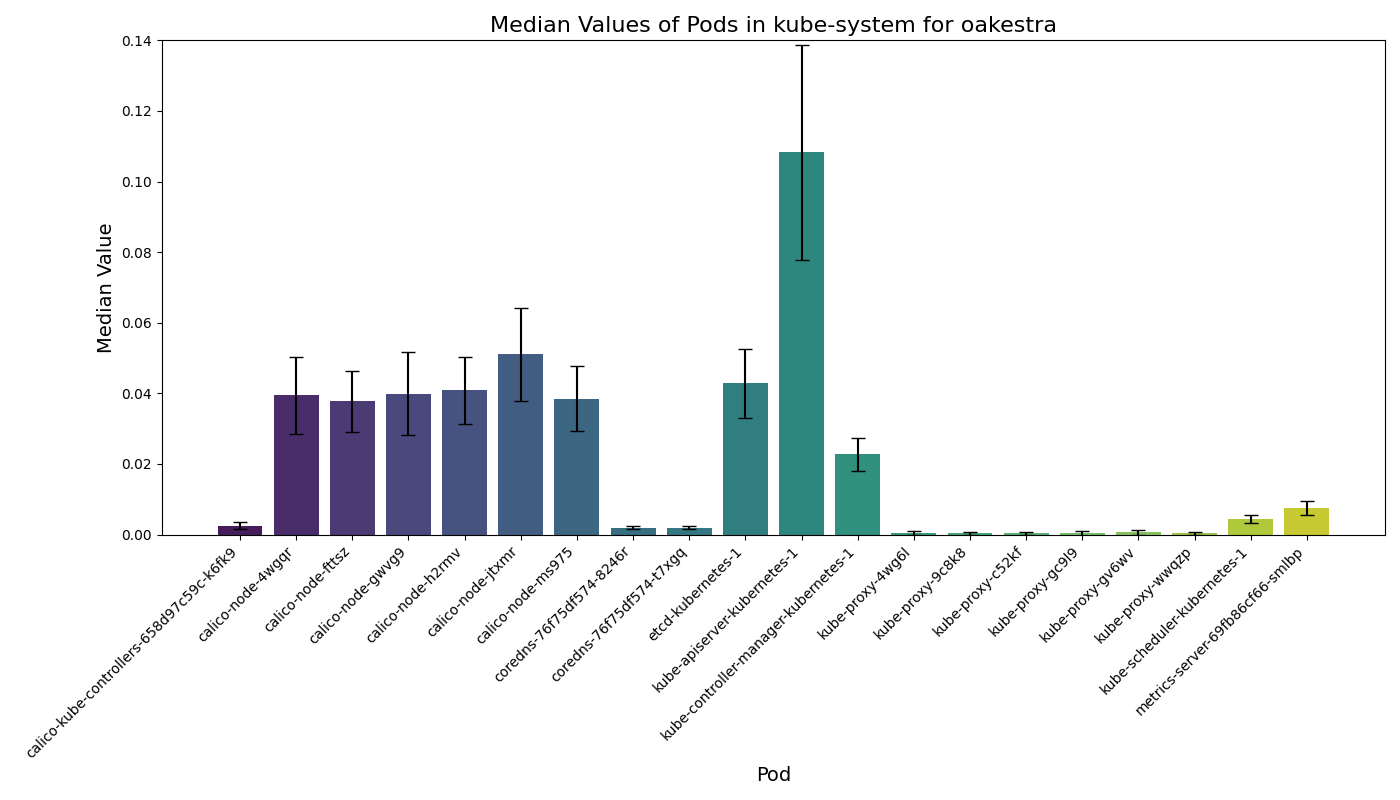 Median Values of Pods in kube-system for oakestra
Median Value
0.14
0.12
0.10
0.08
0.06
0.04
0.02
0.00
calico-kube-controllers-658d97c59c-k6fk9
calico-node-4wgqr
calico-node-fttsz
calico-node-gwvg9
calico-node-h2rmv
calico-node-jtxmr
calico-node-ms975
coredns-76f75df574-8246r
coredns-76f75df574-t7xgq
etcd-kubernetes-1
kube-apiserver-kubernetes-1
kube-controller-manager-kubernetes-1
kube-proxy-4wg6l
kube-proxy-9c8k8
kube-proxy-c52kf
kube-proxy-gc9l9
kube-proxy-gv6wv
kube-proxy-wwqzp
kube-scheduler-kubernetes-1
metrics-server-69fb86cf66-smlbp
Pod